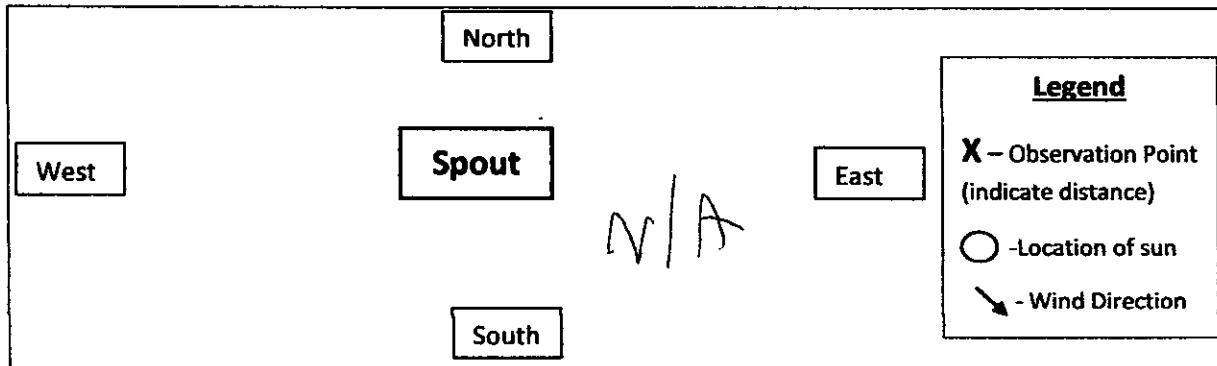 North
Legend
X – Observation Point
(indicate distance)
West
Spout
East
N/A
-Location of sun
- Wind Direction
South